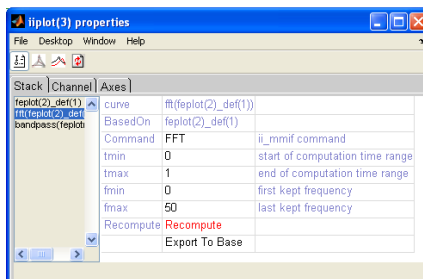 iiplot(3) properties
File Desktop Window Help
Stack Channel Axes
feplot(2)_def(1)
fft(feplot(2)_def
bandpass(feplot(
curve fft(feplot(2)_def(1))
BasedOn feplot(2)_def(1)
Command FFT ii_mmif command
tmin 0 start of computation time range
tmax 1 end of computation time range
fmin 0 first kept frequency
fmax 50 last kept frequency
Recompute Recompute
Export To Base